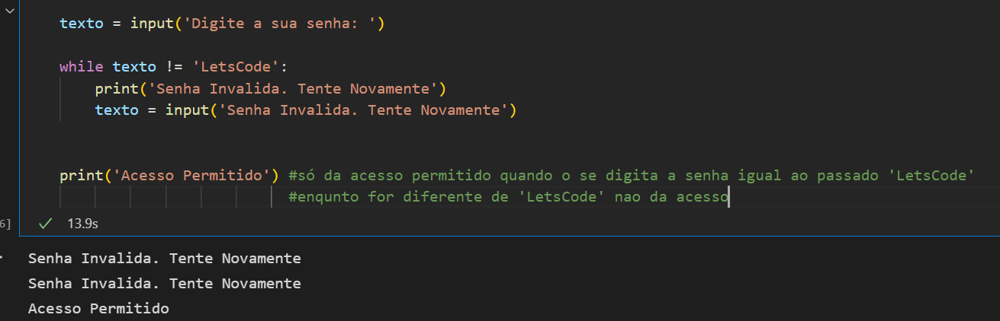 texto = input('Digite a sua senha: ')
while texto != 'LetsCode':
print('Senha Invalida. Tente Novamente')
texto = input('Senha Invalida. Tente Novamente')
print('Acesso Permitido') #só da acesso permitido quando o se digita a senha igual ao passado 'LetsCode'
#enqunto for diferente de 'LetsCode' nao da acesso
6] ✓ 13.9s
Senha Invalida. Tente Novamente
Senha Invalida. Tente Novamente
Acesso Permitido